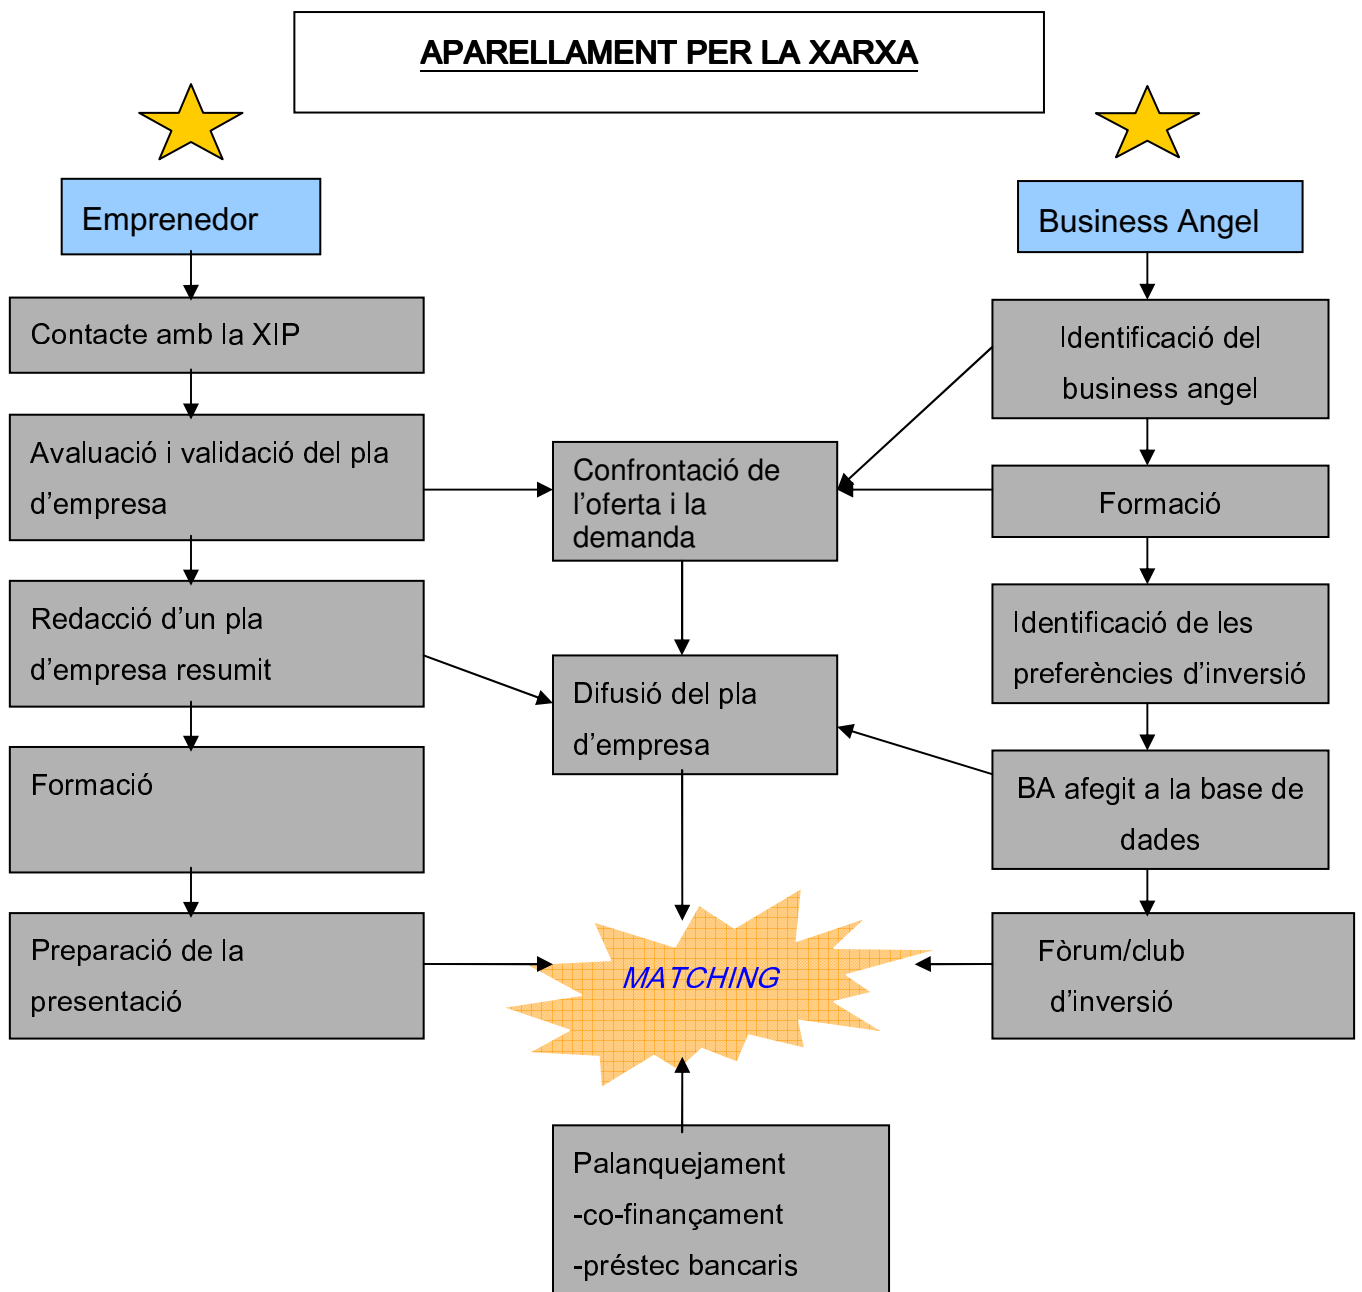 APARELLAMENT PER LA XARXA
Emprenedor
Contacte amb la XIP
Avaluació i validació del pla
d’empresa
Redacció d’un pla
d’empresa resumit
Formació
Preparació de la
presentació
Confrontació de
l’oferta i la
demanda
Difusió del pla
d’empresa
MATCHING
Palanquejament
-co-finançament
-préstec bancaris
Business Angel
Identificació del
business angel
Formació
Identificació de les
preferències d’inversió
BA afegit a la base de
dades
Fòrum/club
d’inversió